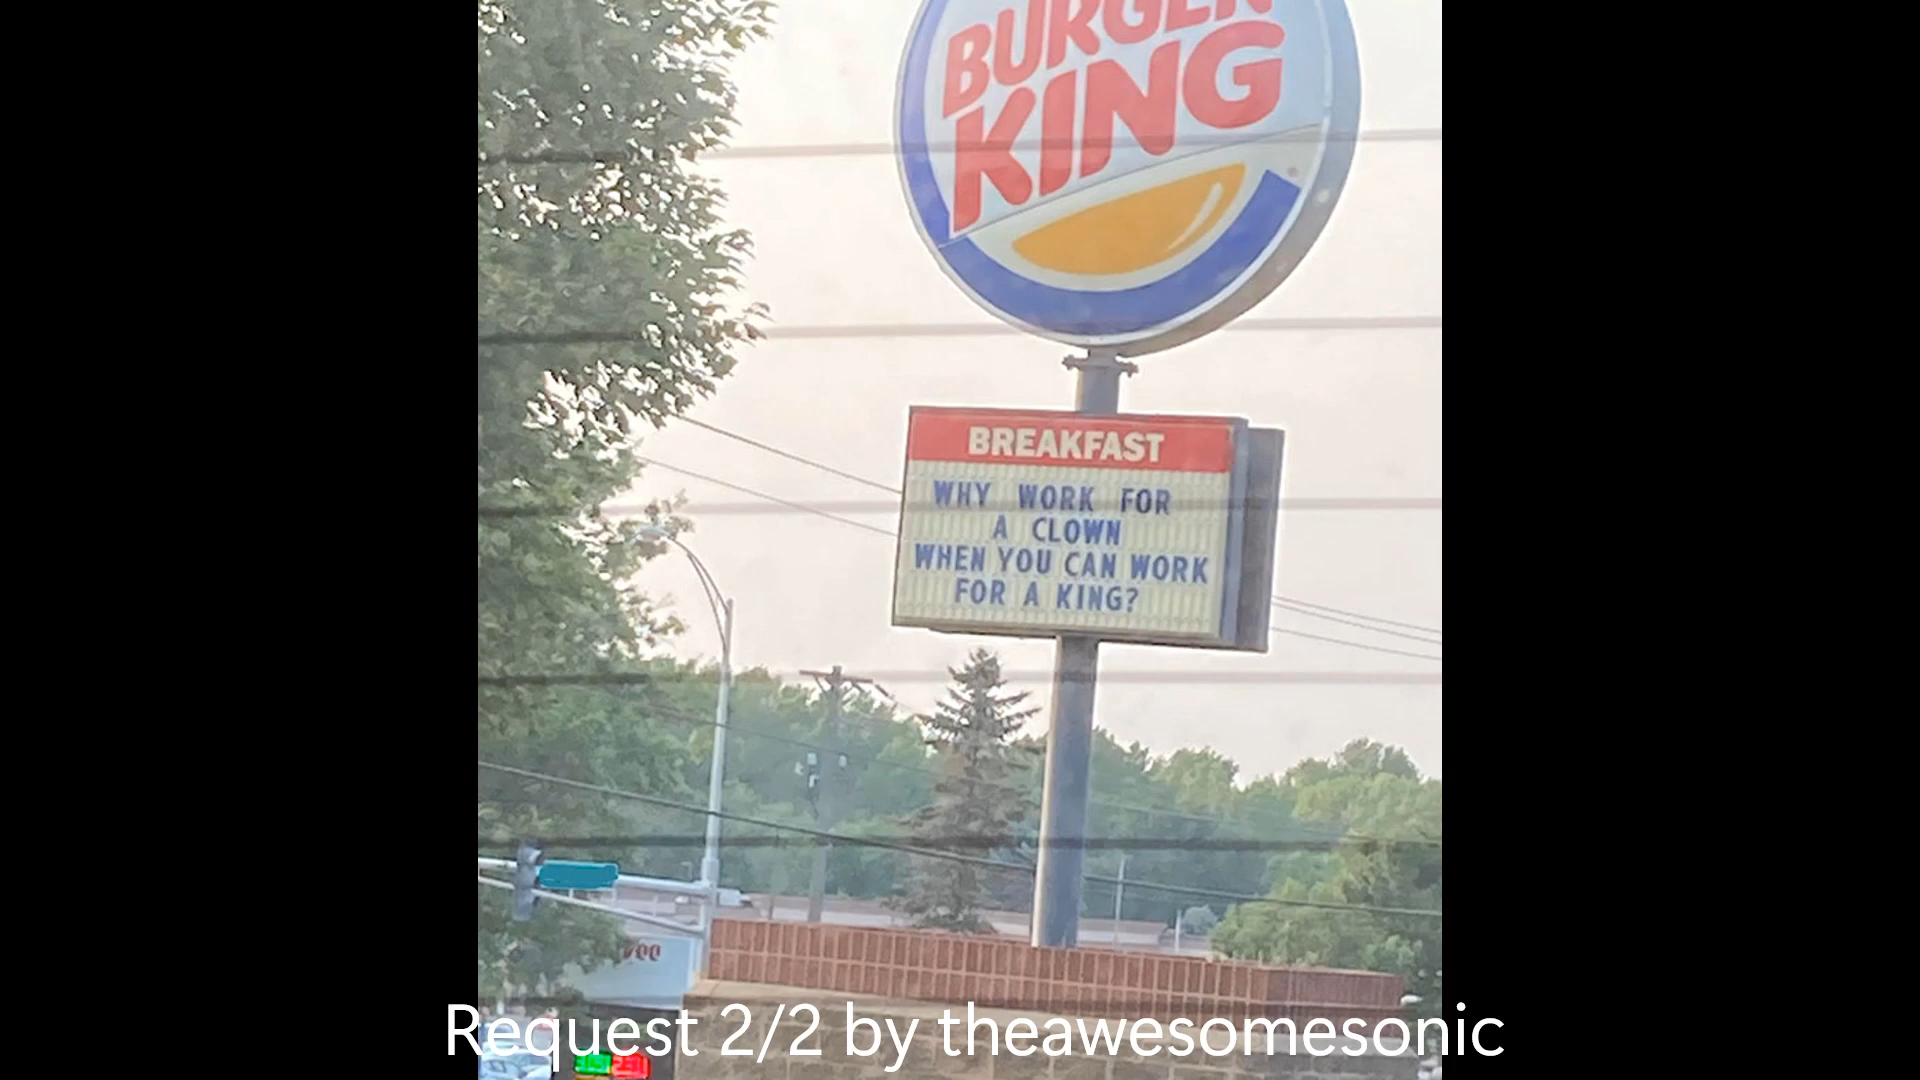 BURGER
KING
BREAKFAST
WHY WORK FOR
A CLOWN
WHEN YOU CAN WORK
FOR A KING?
Request 2/2 by theawesomesonic